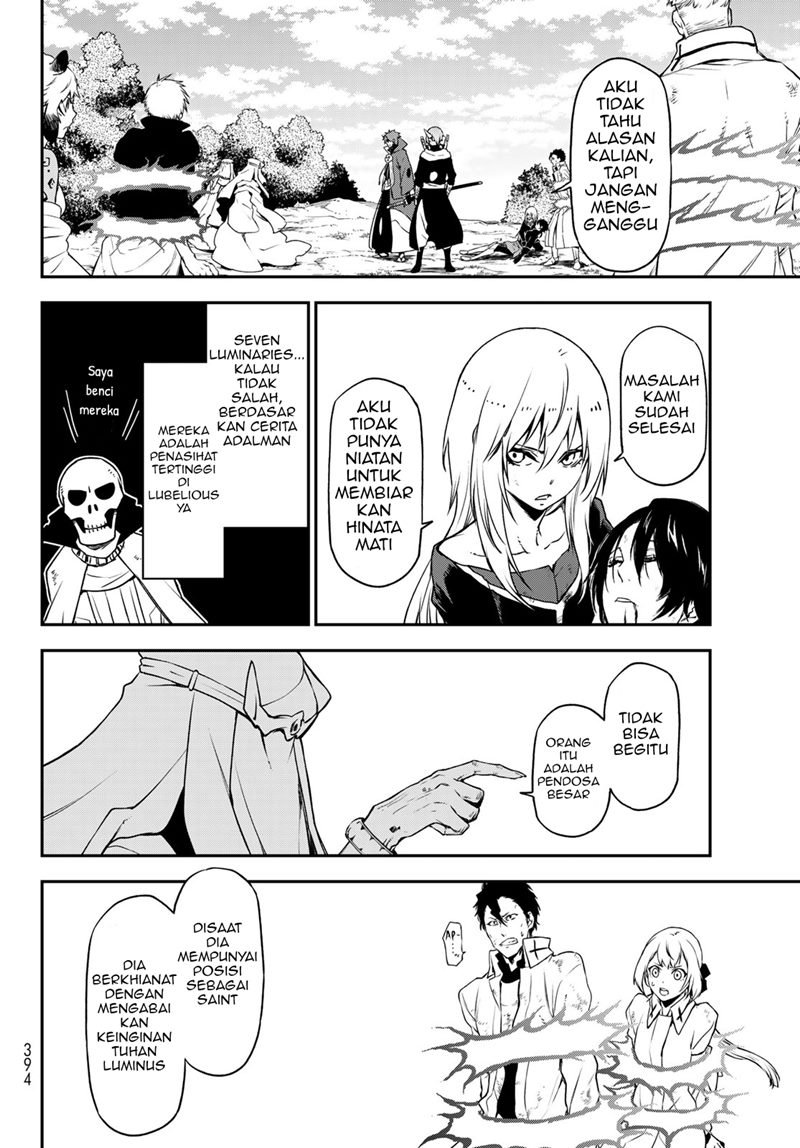 AKU
TIDAK
TAHU
ALASAN
KALIAN,
TAPI
JANGAN
MENG-
GANGGU
MASALAH
KAMI
SUDAH
SELESAI
AKU
TIDAK
PUNYA
NIATAN
UNTUK
MEMBIAR
KAN
HINATA
MATI
SEVEN
LUMINARIES...
KALAU
TIDAK
SALAH,
BERDASAR
KAN CERITA
ADALMAN
MEREKA
ADALAH
PENASIHAT
TERTINGGI
DI
LUBELIOUS
YA
Saya
benci
mereka
TIDAK
BISA
BEGITU
ORANG
ITU
ADALAH
PENDOSA
BESAR
AP-
...
DISAAT
DIA
MEMPUNYAI
POSISI
SEBAGAI
SAINT
DIA
BERKHIANAT
DENGAN
MENGABAI
KAN
KEINGINAN
TUHAN
LUMINUS
394